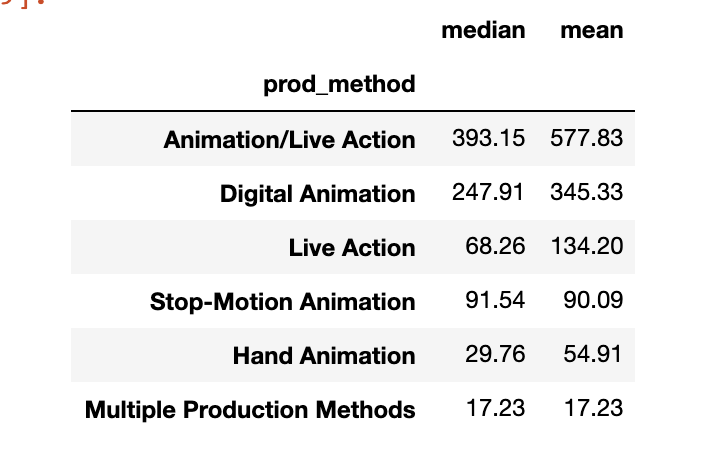 9]:
median mean
prod_method
Animation/Live Action 393.15 577.83
Digital Animation 247.91 345.33
Live Action 68.26 134.20
Stop-Motion Animation 91.54 90.09
Hand Animation 29.76 54.91
Multiple Production Methods 17.23 17.23